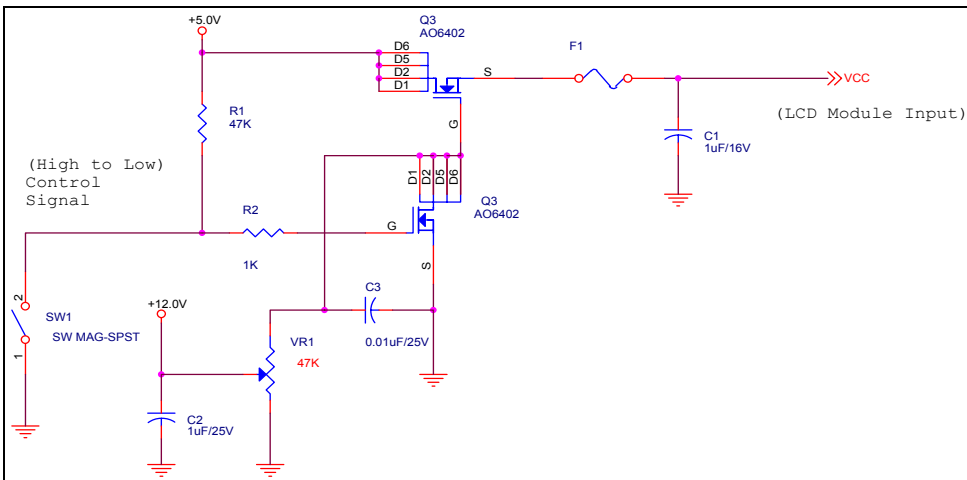 +5.0V
Q3
AO6402
D6
D5
D2
D1
S
G
F1
VCC
(LCD Module Input)
C1
1uF/16V
R1
47K
(High to Low)
Control
Signal
R2
1K
G
D1
D2
D5
D6
Q3
AO6402
S
2
1
SW1
SW MAG-SPST
+12.0V
C3
0.01uF/25V
VR1
47K
C2
1uF/25V